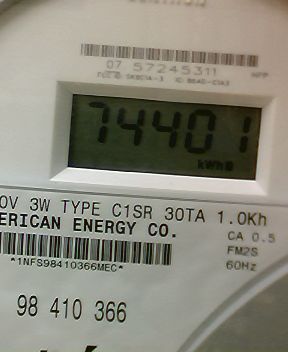 07 57245311
74401
kWh
0V 3W TYPE C1SR 30TA 1.0Kh
ERICAN ENERGY CO.
CA 0.5
FM2S
60Hz
*1NFS98410366MEC*
98 410 366